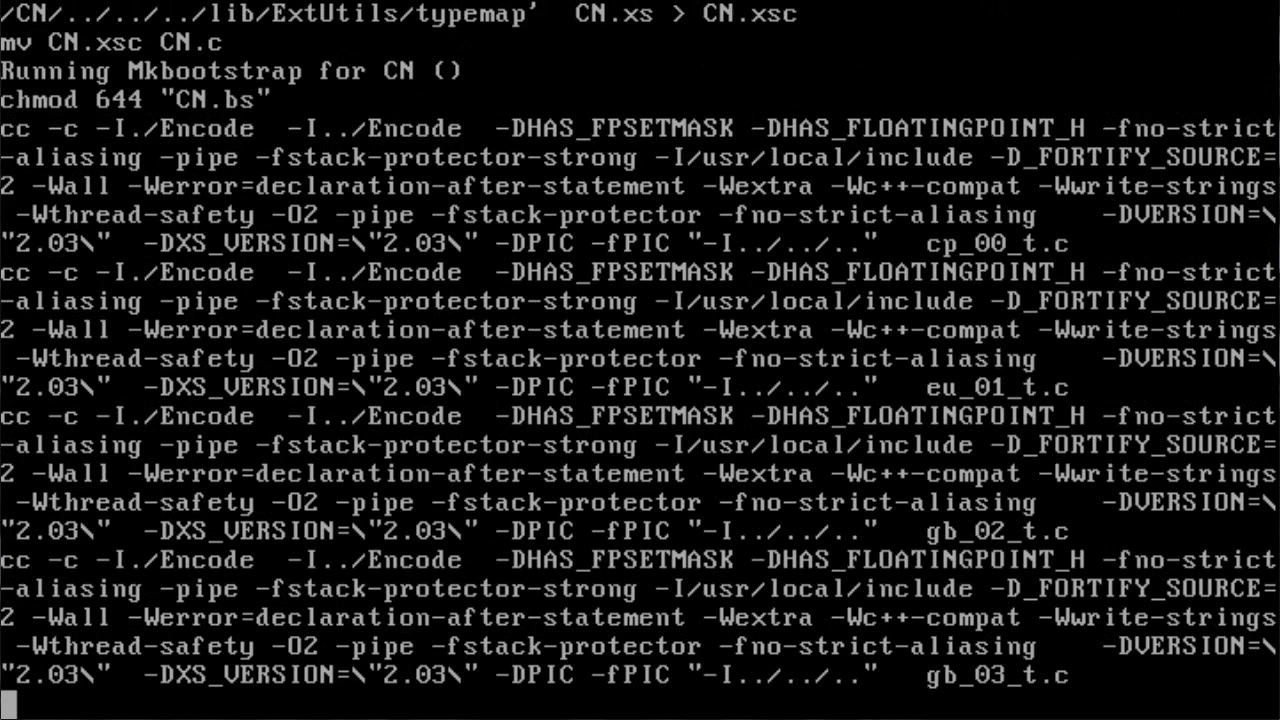 /CN/../../../lib/ExtUtils/typemap'  CN.xs > CN.xsc
mv CN.xsc CN.c
Running Mkbootstrap for CN ()
chmod 644 "CN.bs"
cc -c -I./Encode  -I../Encode  -DHAS_FPSETMASK -DHAS_FLOATINGPOINT_H -fno-strict
-aliasing -pipe -fstack-protector-strong -I/usr/local/include -D_FORTIFY_SOURCE=
2 -Wall -Werror=declaration-after-statement -Wextra -Wc++-compat -Wwrite-strings
 -Wthread-safety -O2 -pipe -fstack-protector -fno-strict-aliasing    -DVERSION=\
"2.03\"  -DXS_VERSION=\"2.03\" -DPIC -fPIC "-I../../.."   cp_00_t.c
cc -c -I./Encode  -I../Encode  -DHAS_FPSETMASK -DHAS_FLOATINGPOINT_H -fno-strict
-aliasing -pipe -fstack-protector-strong -I/usr/local/include -D_FORTIFY_SOURCE=
2 -Wall -Werror=declaration-after-statement -Wextra -Wc++-compat -Wwrite-strings
 -Wthread-safety -O2 -pipe -fstack-protector -fno-strict-aliasing    -DVERSION=\
"2.03\"  -DXS_VERSION=\"2.03\" -DPIC -fPIC "-I../../.."   eu_01_t.c
cc -c -I./Encode  -I../Encode  -DHAS_FPSETMASK -DHAS_FLOATINGPOINT_H -fno-strict
-aliasing -pipe -fstack-protector-strong -I/usr/local/include -D_FORTIFY_SOURCE=
2 -Wall -Werror=declaration-after-statement -Wextra -Wc++-compat -Wwrite-strings
 -Wthread-safety -O2 -pipe -fstack-protector -fno-strict-aliasing    -DVERSION=\
"2.03\"  -DXS_VERSION=\"2.03\" -DPIC -fPIC "-I../../.."   gb_02_t.c
cc -c -I./Encode  -I../Encode  -DHAS_FPSETMASK -DHAS_FLOATINGPOINT_H -fno-strict
-aliasing -pipe -fstack-protector-strong -I/usr/local/include -D_FORTIFY_SOURCE=
2 -Wall -Werror=declaration-after-statement -Wextra -Wc++-compat -Wwrite-strings
 -Wthread-safety -O2 -pipe -fstack-protector -fno-strict-aliasing    -DVERSION=\
"2.03\"  -DXS_VERSION=\"2.03\" -DPIC -fPIC "-I../../.."   gb_03_t.c